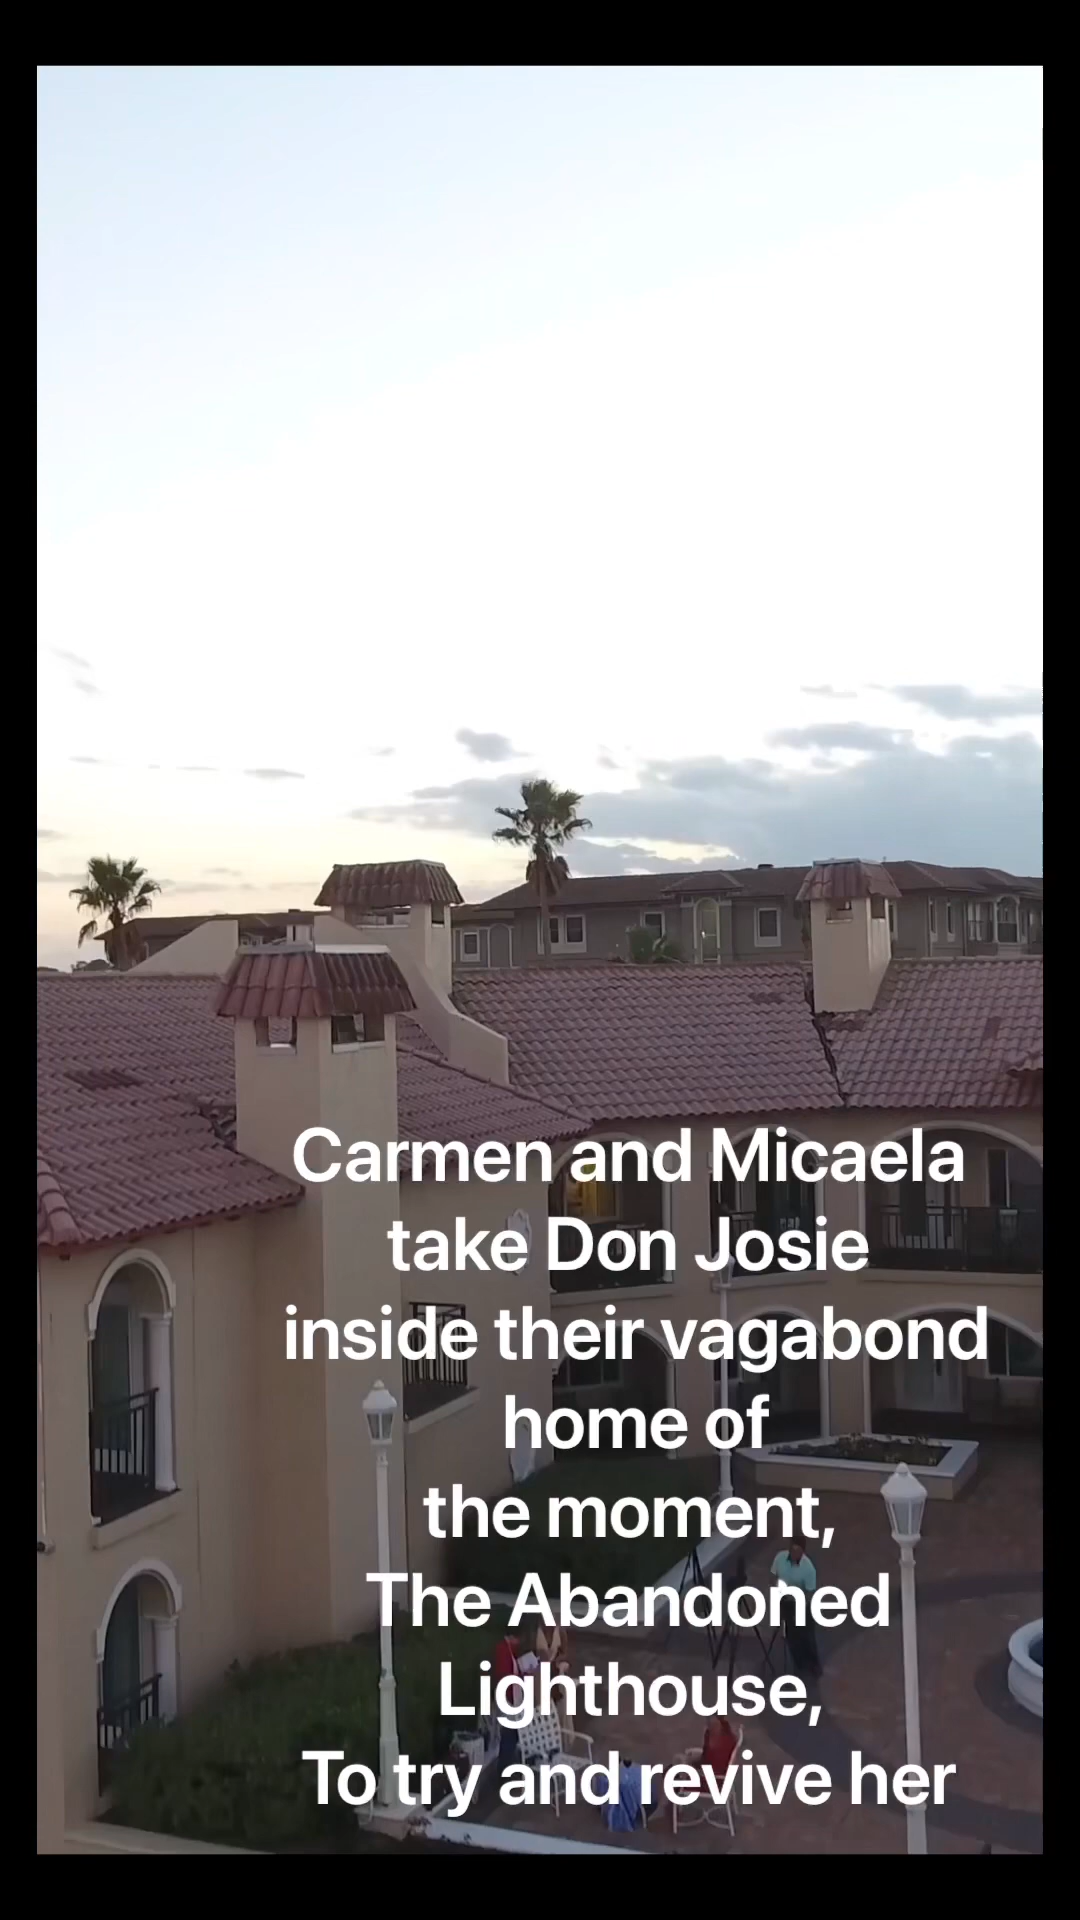 Carmen and Micaela
take Don Josie
inside their vagabond
home of
the moment,
The Abandoned
Lighthouse,
To try and revive her